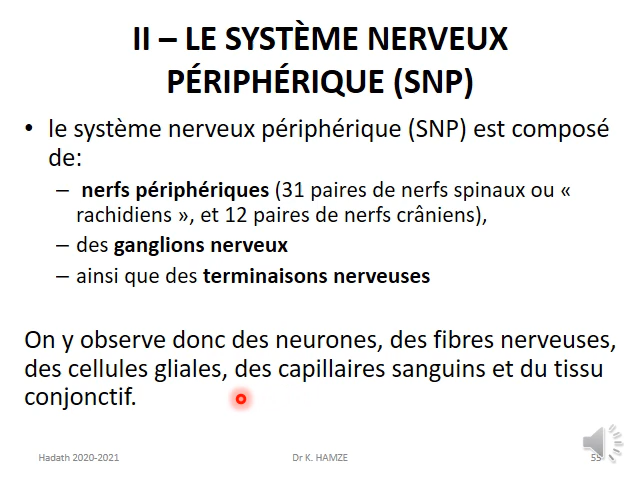 II – LE SYSTÈME NERVEUX
PÉRIPHÉRIQUE (SNP)
• le système nerveux périphérique (SNP) est composé
de:
– nerfs périphériques (31 paires de nerfs spinaux ou «
rachidiens », et 12 paires de nerfs crâniens),
– des ganglions nerveux
– ainsi que des terminaisons nerveuses
On y observe donc des neurones, des fibres nerveuses,
des cellules gliales, des capillaires sanguins et du tissu
conjonctif.
Hadath 2020-2021 Dr K. HAMZE 55